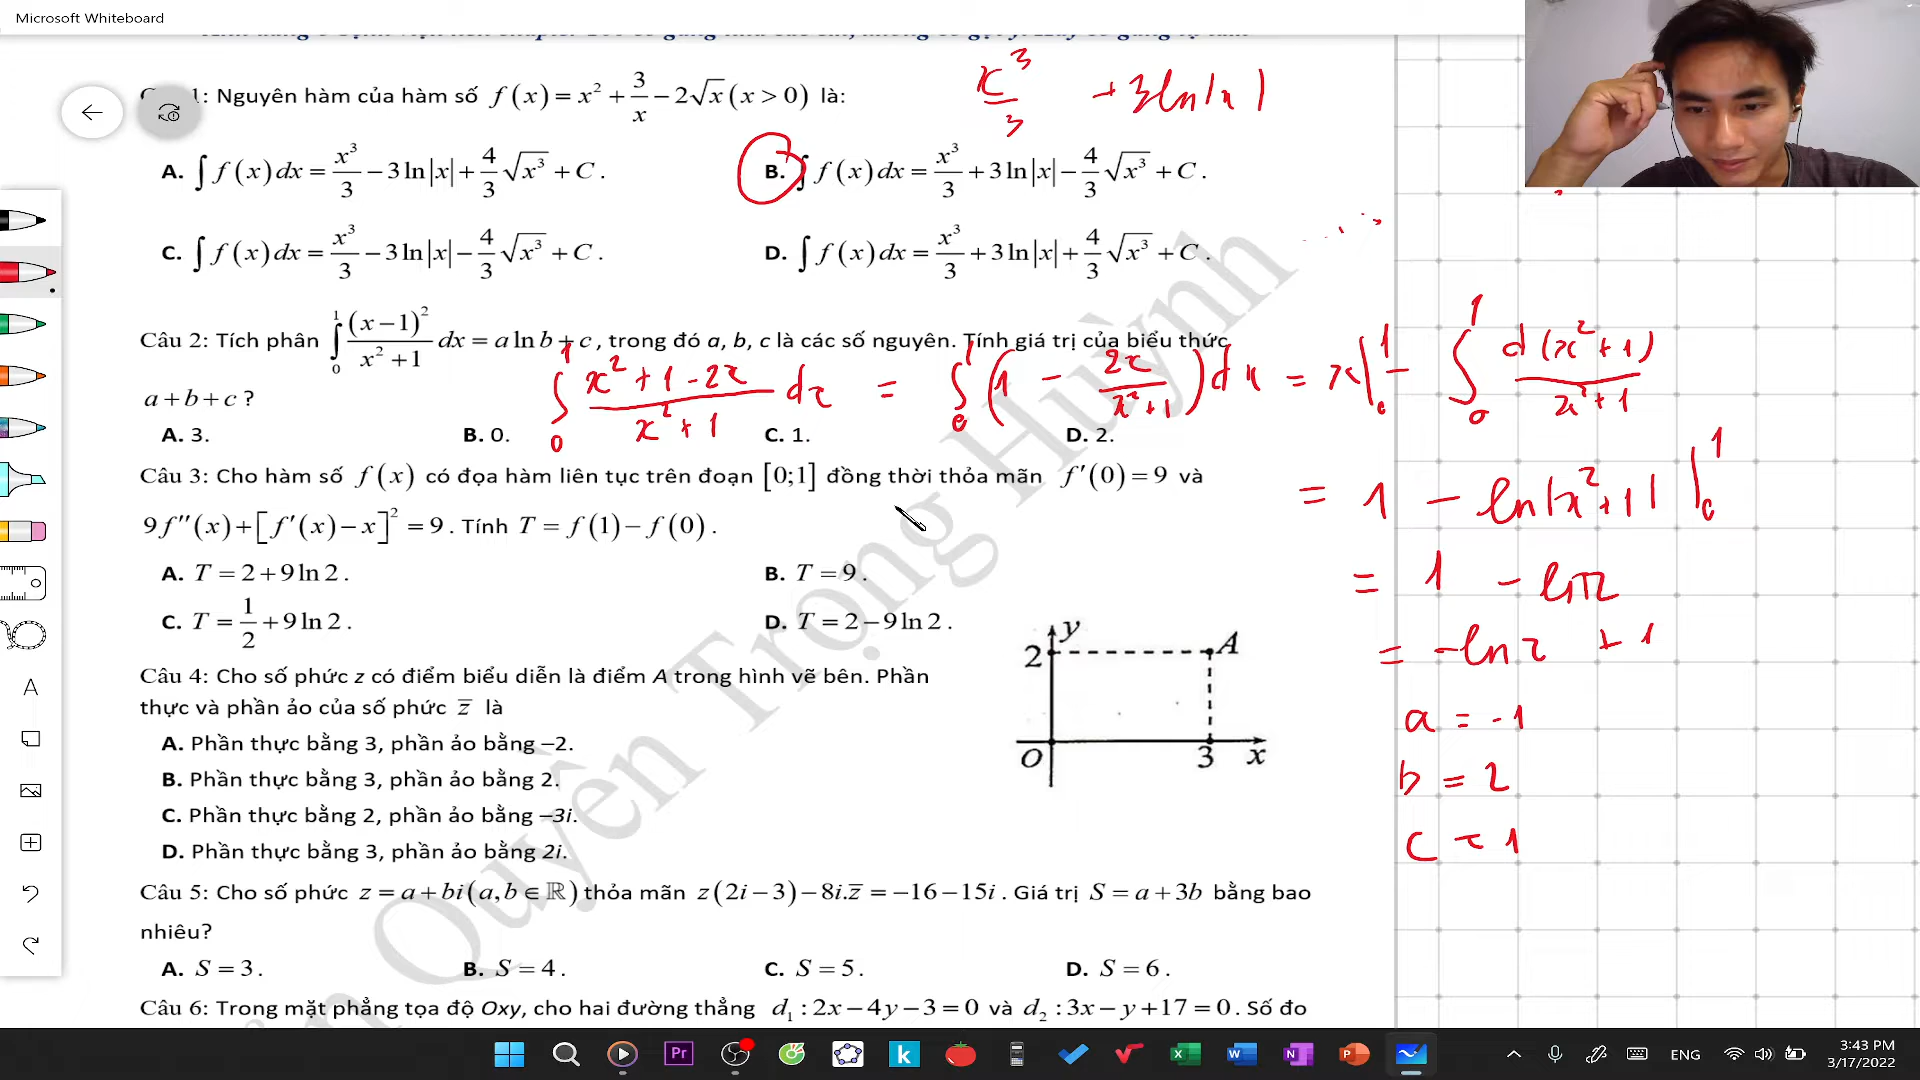 Microsoft Whiteboard
1: Nguyên hàm của hàm số f(x) = x² + 3/x − 2√x (x > 0) là:
x³/3 + 3ln|x|
A. ∫ f(x)dx = x³/3 − 3ln|x| + 4/3 √x³ + C.
B. ∫ f(x)dx = x³/3 + 3ln|x| − 4/3 √x³ + C.
C. ∫ f(x)dx = x³/3 − 3ln|x| − 4/3 √x³ + C.
D. ∫ f(x)dx = x³/3 + 3ln|x| + 4/3 √x³ + C.
Câu 2: Tích phân ∫₀¹ (x−1)²/(x²+1) dx = a ln b + c, trong đó a, b, c là các số nguyên. Tính giá trị của biểu thức
a + b + c ?
∫₀¹ (x²+1−2x)/(x²+1) dx = ∫₀¹ (1 − 2x/(x²+1)) dx = x|₀¹ − ∫₀¹ d(x²+1)/(x²+1)
A. 3.
B. 0.
C. 1.
D. 2.
= 1 − ln|x²+1| |₀¹
= 1 − ln2
= −ln2 + 1
a = -1
b = 2
c = 1
Câu 3: Cho hàm số f(x) có đọa hàm liên tục trên đoạn [0;1] đồng thời thỏa mãn f′(0) = 9 và
9f″(x) + [f′(x) − x]² = 9. Tính T = f(1) − f(0).
A. T = 2 + 9ln2.
B. T = 9.
C. T = 1/2 + 9ln2.
D. T = 2 − 9ln2.
Câu 4: Cho số phức z có điểm biểu diễn là điểm A trong hình vẽ bên. Phần
thực và phần ảo của số phức z̅ là
A. Phần thực bằng 3, phần ảo bằng −2.
B. Phần thực bằng 3, phần ảo bằng 2.
C. Phần thực bằng 2, phần ảo bằng −3i.
D. Phần thực bằng 3, phần ảo bằng 2i.
y
2
A
O
3
x
Câu 5: Cho số phức z = a + bi (a, b ∈ ℝ) thỏa mãn z(2i − 3) − 8i.z̅ = −16 − 15i. Giá trị S = a + 3b bằng bao
nhiêu?
A. S = 3.
B. S = 4.
C. S = 5.
D. S = 6.
Câu 6: Trong mặt phẳng tọa độ Oxy, cho hai đường thẳng d₁ : 2x − 4y − 3 = 0 và d₂ : 3x − y + 17 = 0. Số đo
Quyền Trọng Huỳnh
A
Pr
k
ENG
3:43 PM
3/17/2022